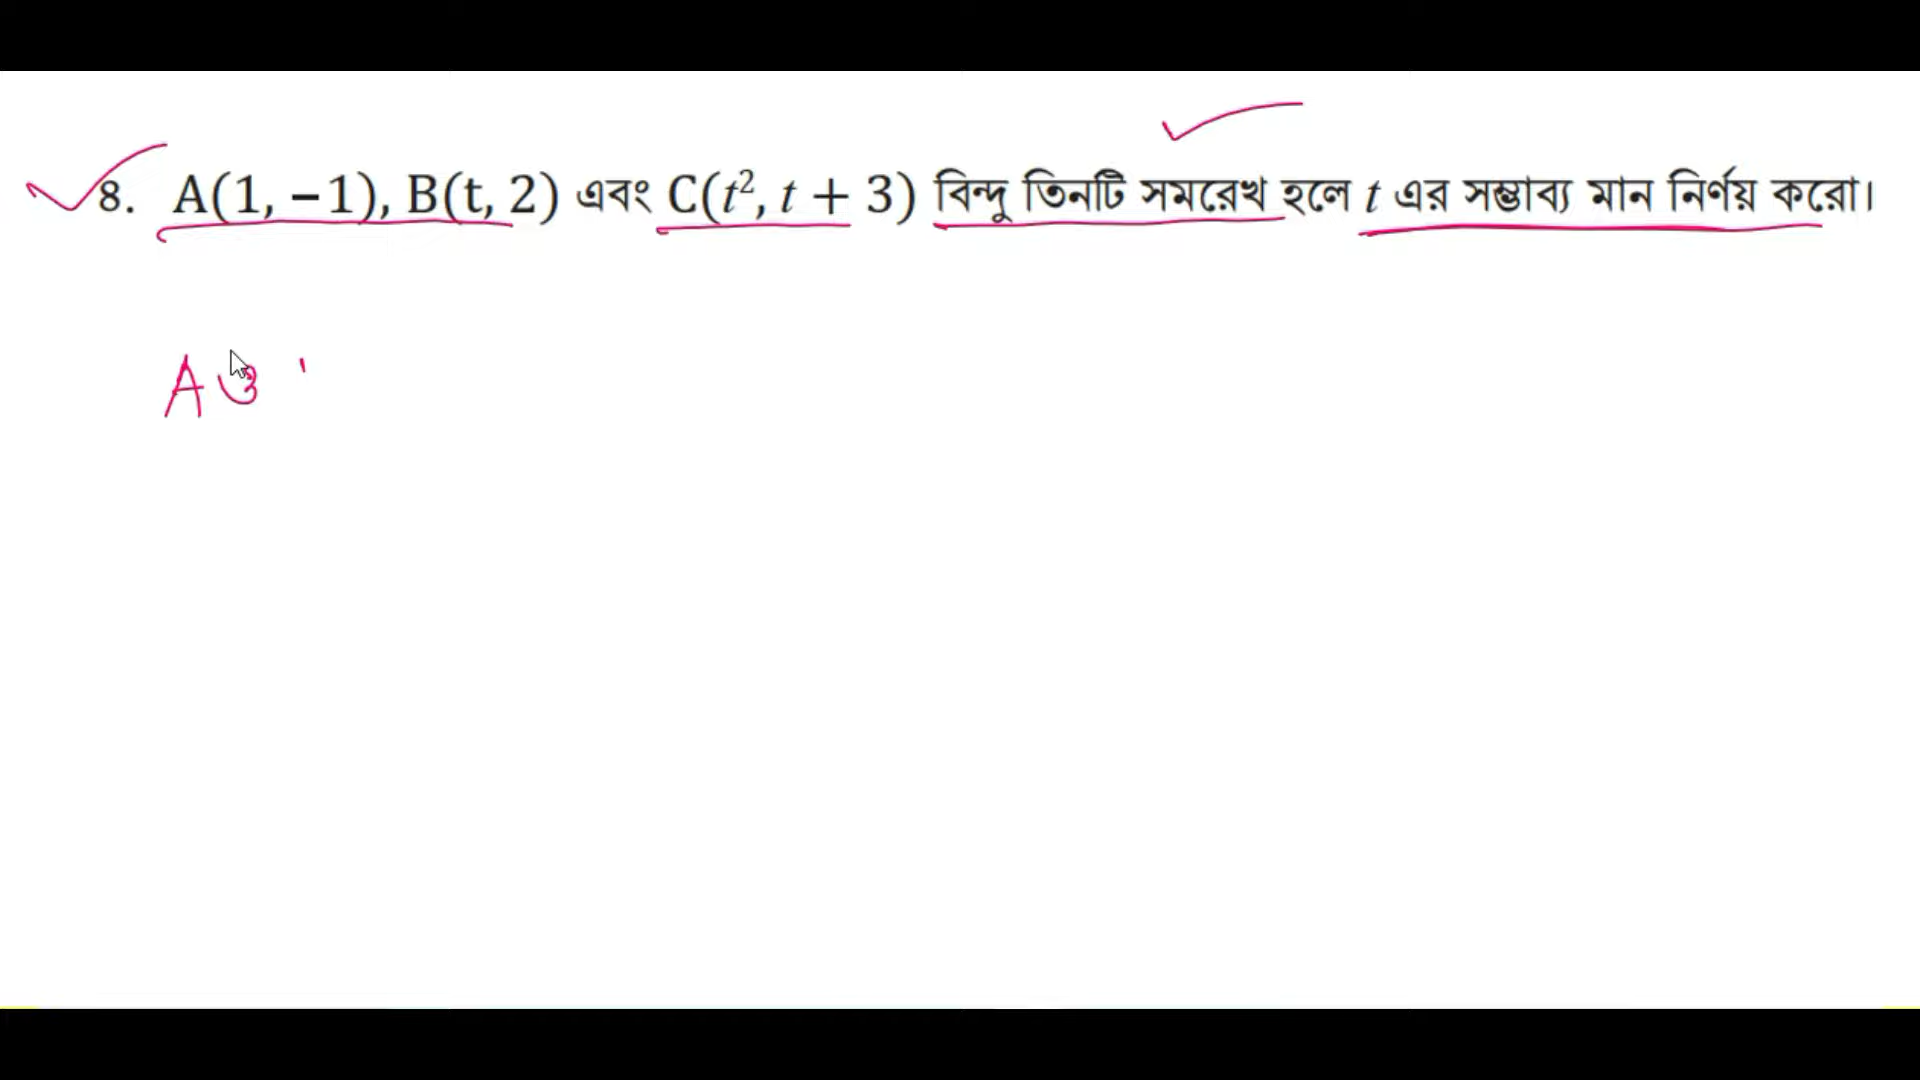 8. A(1, −1), B(t, 2) এবং C(t², t + 3) বিন্দু তিনটি সমরেখ হলে t এর সম্ভাব্য মান নির্ণয় করো।
A ও